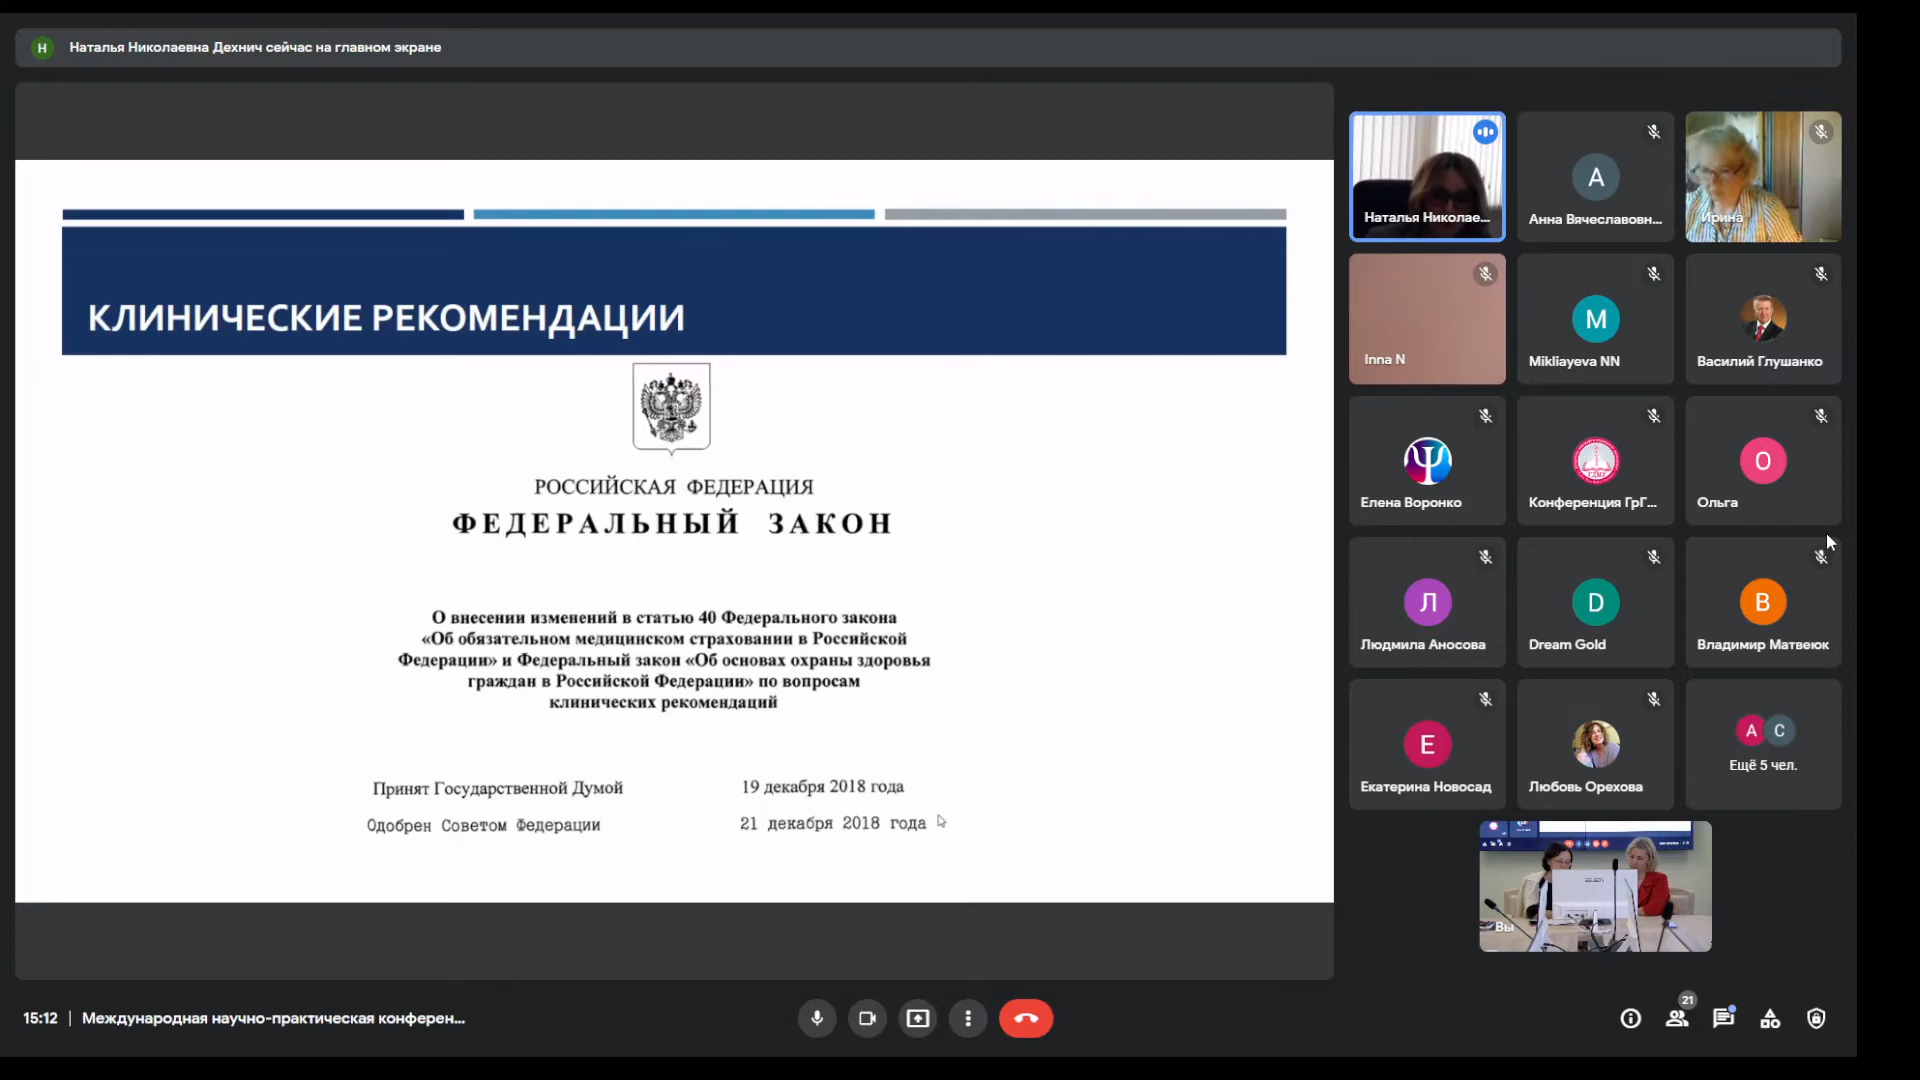 Н
Наталья Николаевна Дехнич сейчас на главном экране
КЛИНИЧЕСКИЕ РЕКОМЕНДАЦИИ
РОССИЙСКАЯ ФЕДЕРАЦИЯ
ФЕДЕРАЛЬНЫЙ ЗАКОН
О внесении изменений в статью 40 Федерального закона
«Об обязательном медицинском страховании в Российской
Федерации» и Федеральный закон «Об основах охраны здоровья
граждан в Российской Федерации» по вопросам
клинических рекомендаций
Принят Государственной Думой 19 декабря 2018 года
Одобрен Советом Федерации 21 декабря 2018 года
Наталья Николае...
А
Анна Вячеславовн...
Ирина
Inna N
M
Mikliayeva NN
Василий Глушанко
Ψ
Елена Воронко
Конференция ГрГ...
О
Ольга
Л
Людмила Аносова
D
Dream Gold
В
Владимир Матвеюк
Е
Екатерина Новосад
Любовь Орехова
А С
Ещё 5 чел.
Вы
15:12 | Международная научно-практическая конферен...
21